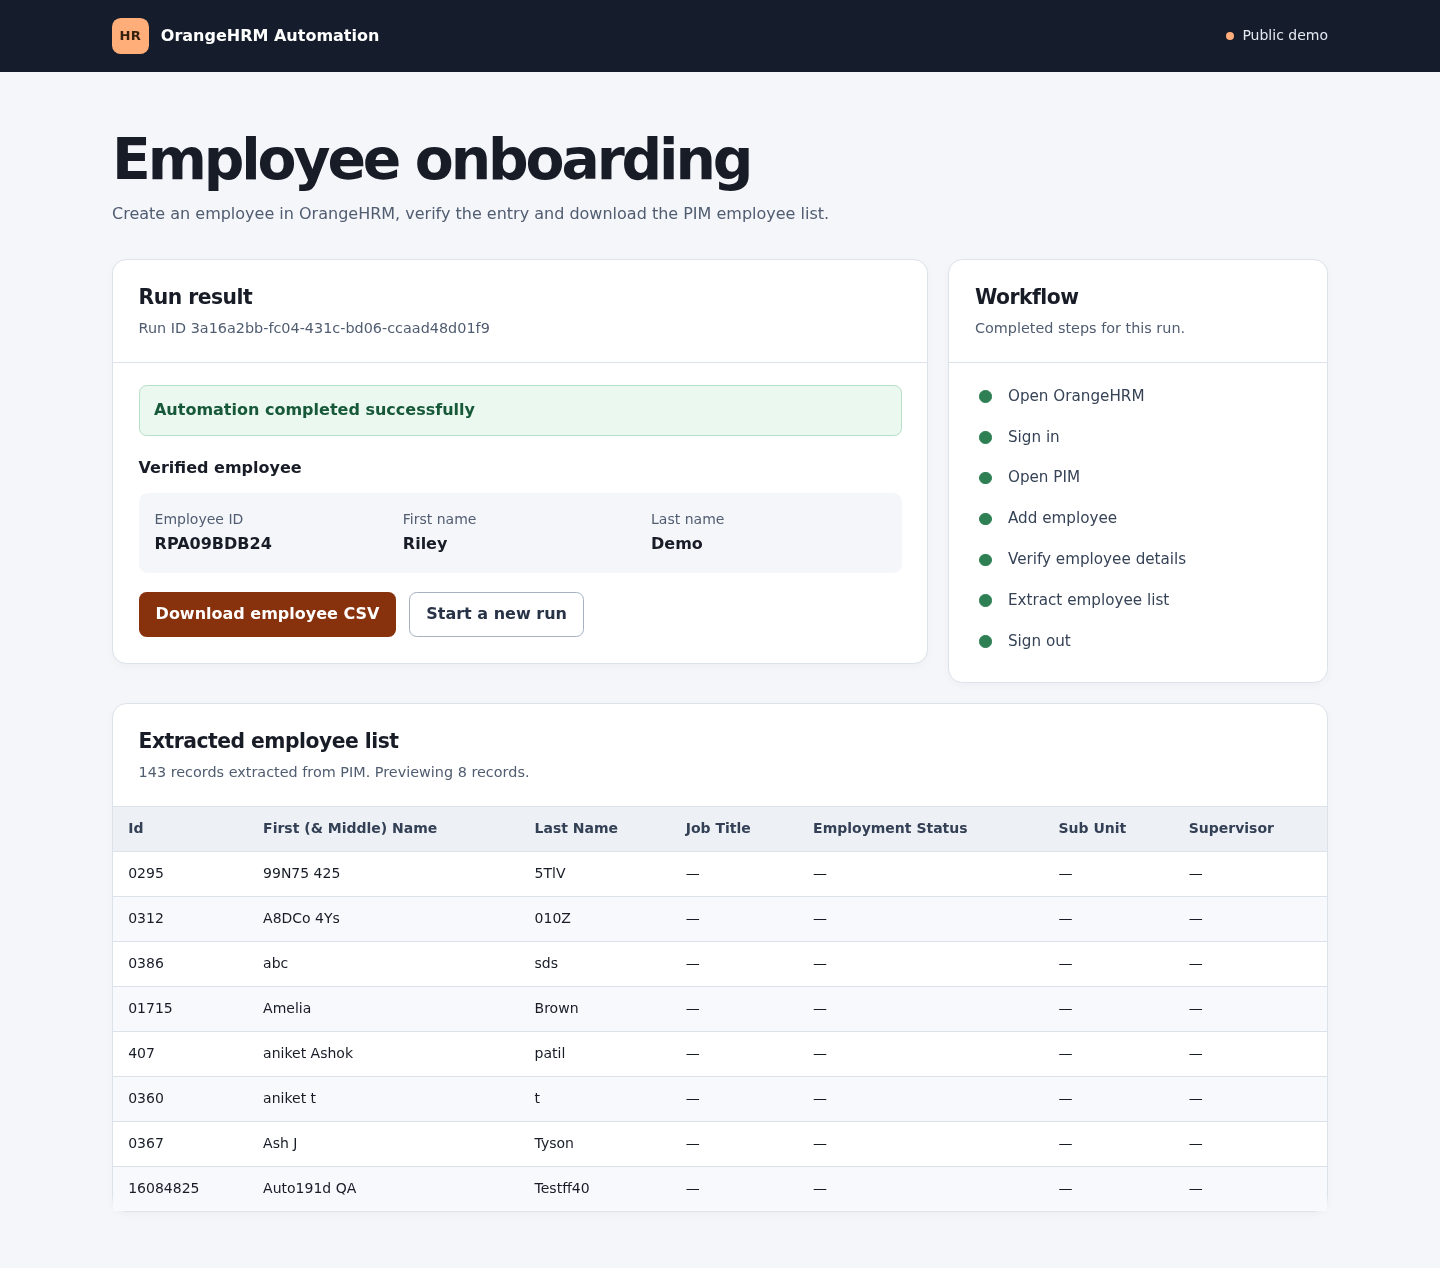 HR OrangeHRM Automation Public demo
Employee onboarding
Create an employee in OrangeHRM, verify the entry and download the PIM employee list.
Run result
Run ID 3a16a2bb-fc04-431c-bd06-ccaad48d01f9
Automation completed successfully
Verified employee
Employee ID First name Last name
RPA09BDB24 Riley Demo
Download employee CSV Start a new run
Workflow
Completed steps for this run.
Open OrangeHRM
Sign in
Open PIM
Add employee
Verify employee details
Extract employee list
Sign out
Extracted employee list
143 records extracted from PIM. Previewing 8 records.
Id First (& Middle) Name Last Name Job Title Employment Status Sub Unit Supervisor
0295 99N75 425 5TlV — — — —
0312 A8DCo 4Ys 010Z — — — —
0386 abc sds — — — —
01715 Amelia Brown — — — —
407 aniket Ashok patil — — — —
0360 aniket t t — — — —
0367 Ash J Tyson — — — —
16084825 Auto191d QA Testff40 — — — —